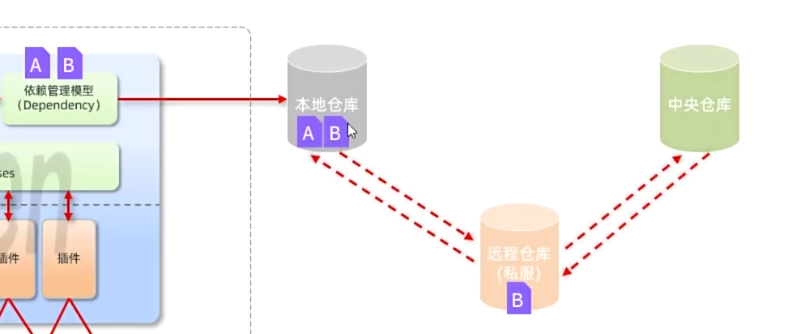 A B
依赖管理模型
(Dependency)
本地仓库
A B
中央仓库
ses
en
插件
插件
远程仓库
(私服)
B